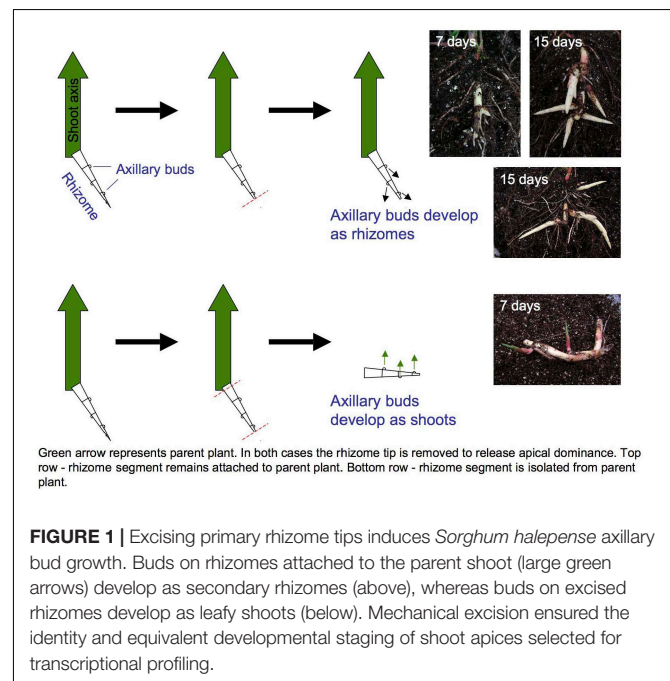 7 days
15 days
Shoot axis
Axillary buds
Rhizome
Axillary buds develop
as rhizomes
15 days
7 days
Axillary buds
develop as shoots
Green arrow represents parent plant. In both cases the rhizome tip is removed to release apical dominance. Top
row - rhizome segment remains attached to parent plant. Bottom row - rhizome segment is isolated from parent
plant.
FIGURE 1 | Excising primary rhizome tips induces Sorghum halepense axillary
bud growth. Buds on rhizomes attached to the parent shoot (large green
arrows) develop as secondary rhizomes (above), whereas buds on excised
rhizomes develop as leafy shoots (below). Mechanical excision ensured the
identity and equivalent developmental staging of shoot apices selected for
transcriptional profiling.